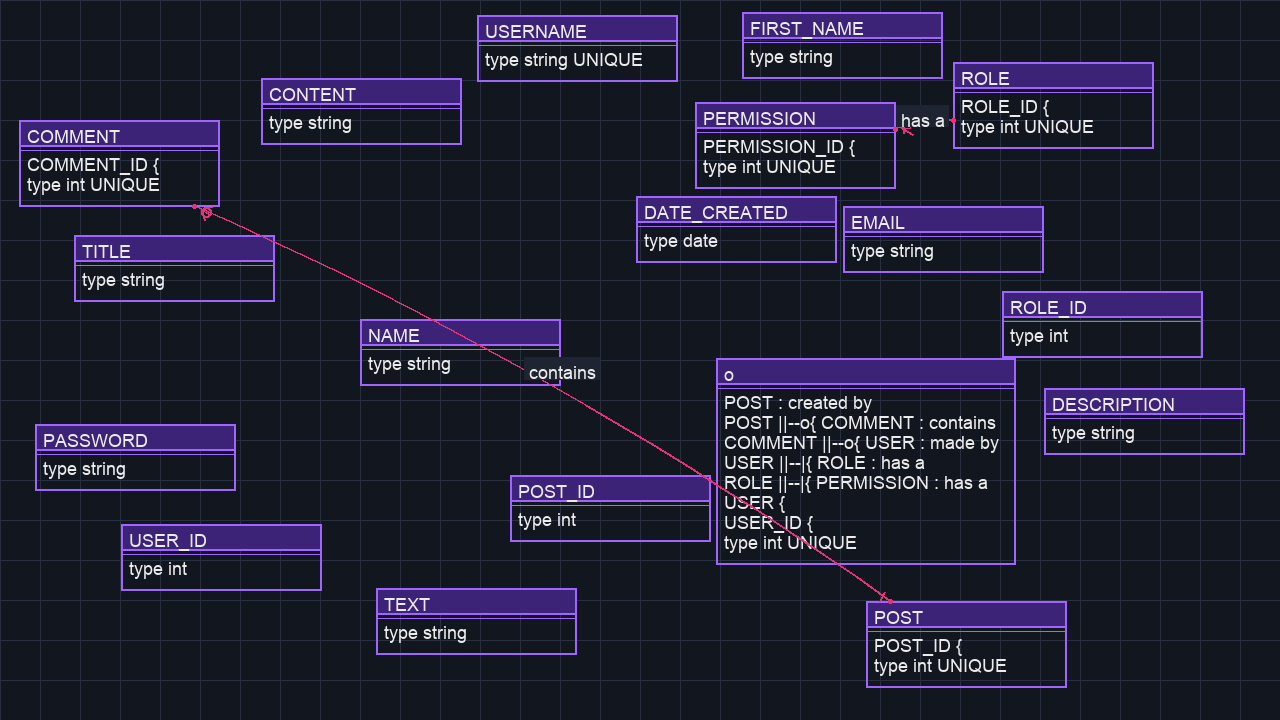 USERNAME
type string UNIQUE
FIRST_NAME
type string
ROLE
ROLE_ID {
type int UNIQUE
CONTENT
type string
PERMISSION
PERMISSION_ID {
type int UNIQUE
has a
COMMENT
COMMENT_ID {
type int UNIQUE
DATE_CREATED
type date
EMAIL
type string
TITLE
type string
ROLE_ID
type int
NAME
type string
contains
o
POST : created by
POST ||--o{ COMMENT : contains
COMMENT ||--o{ USER : made by
USER ||--|{ ROLE : has a
ROLE ||--|{ PERMISSION : has a
USER {
USER_ID {
type int UNIQUE
DESCRIPTION
type string
PASSWORD
type string
POST_ID
type int
USER_ID
type int
TEXT
type string
POST
POST_ID {
type int UNIQUE